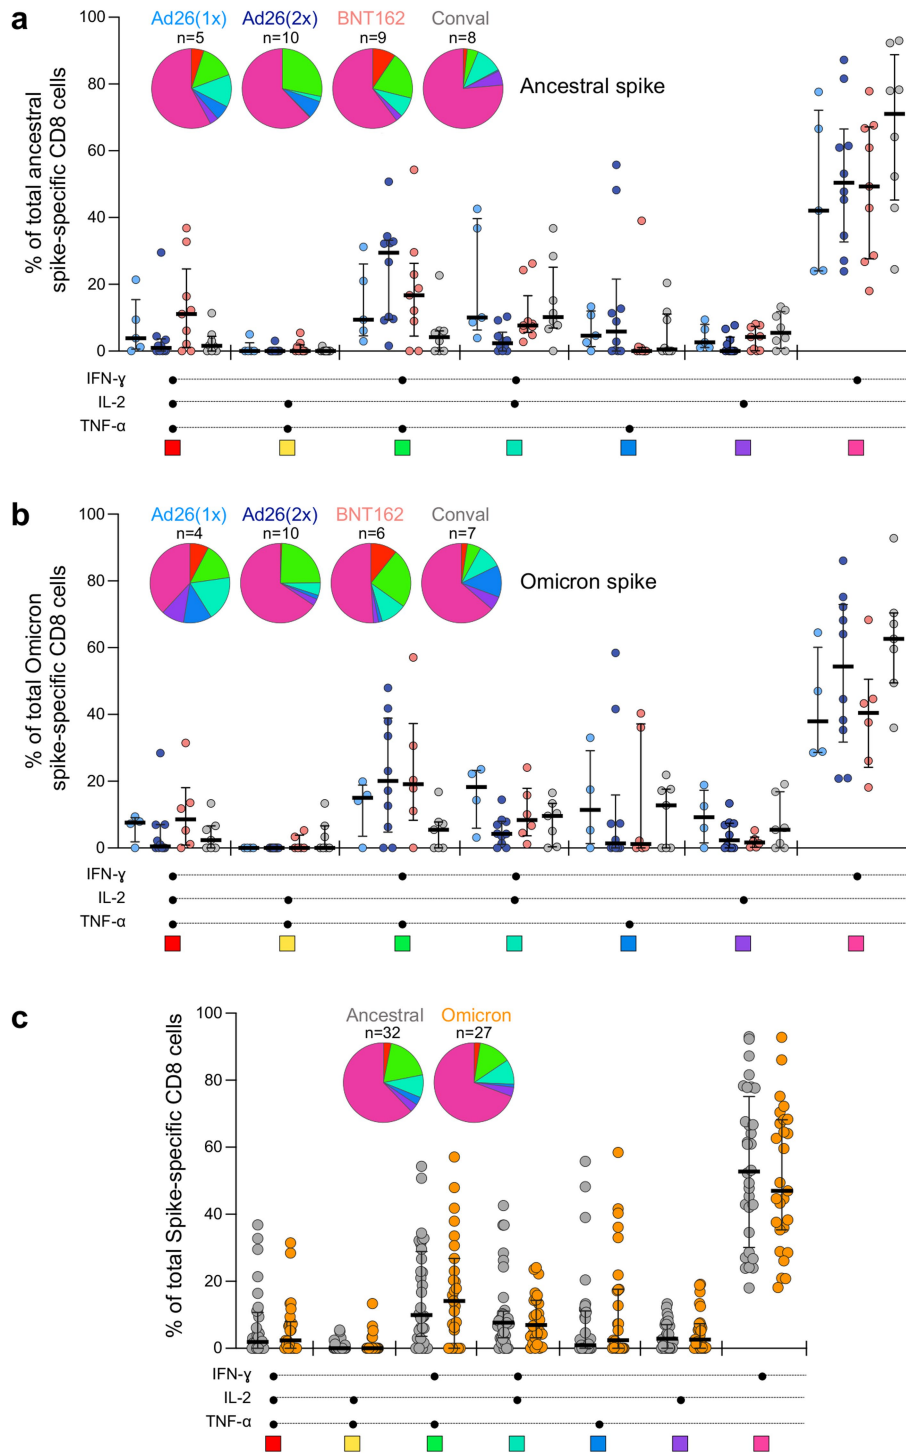 a
Ad26(1x) Ad26(2x) BNT162 Conval
n=5 n=10 n=9 n=8
Ancestral spike
% of total ancestral
spike-specific CD8 cells
100
80
60
40
20
0
IFN-ɣ
IL-2
TNF-α
b
Ad26(1x) Ad26(2x) BNT162 Conval
n=4 n=10 n=6 n=7
Omicron spike
% of total Omicron
spike-specific CD8 cells
100
80
60
40
20
0
IFN-ɣ
IL-2
TNF-α
c
Ancestral Omicron
n=32 n=27
% of total Spike-specific CD8 cells
100
80
60
40
20
0
IFN-ɣ
IL-2
TNF-α